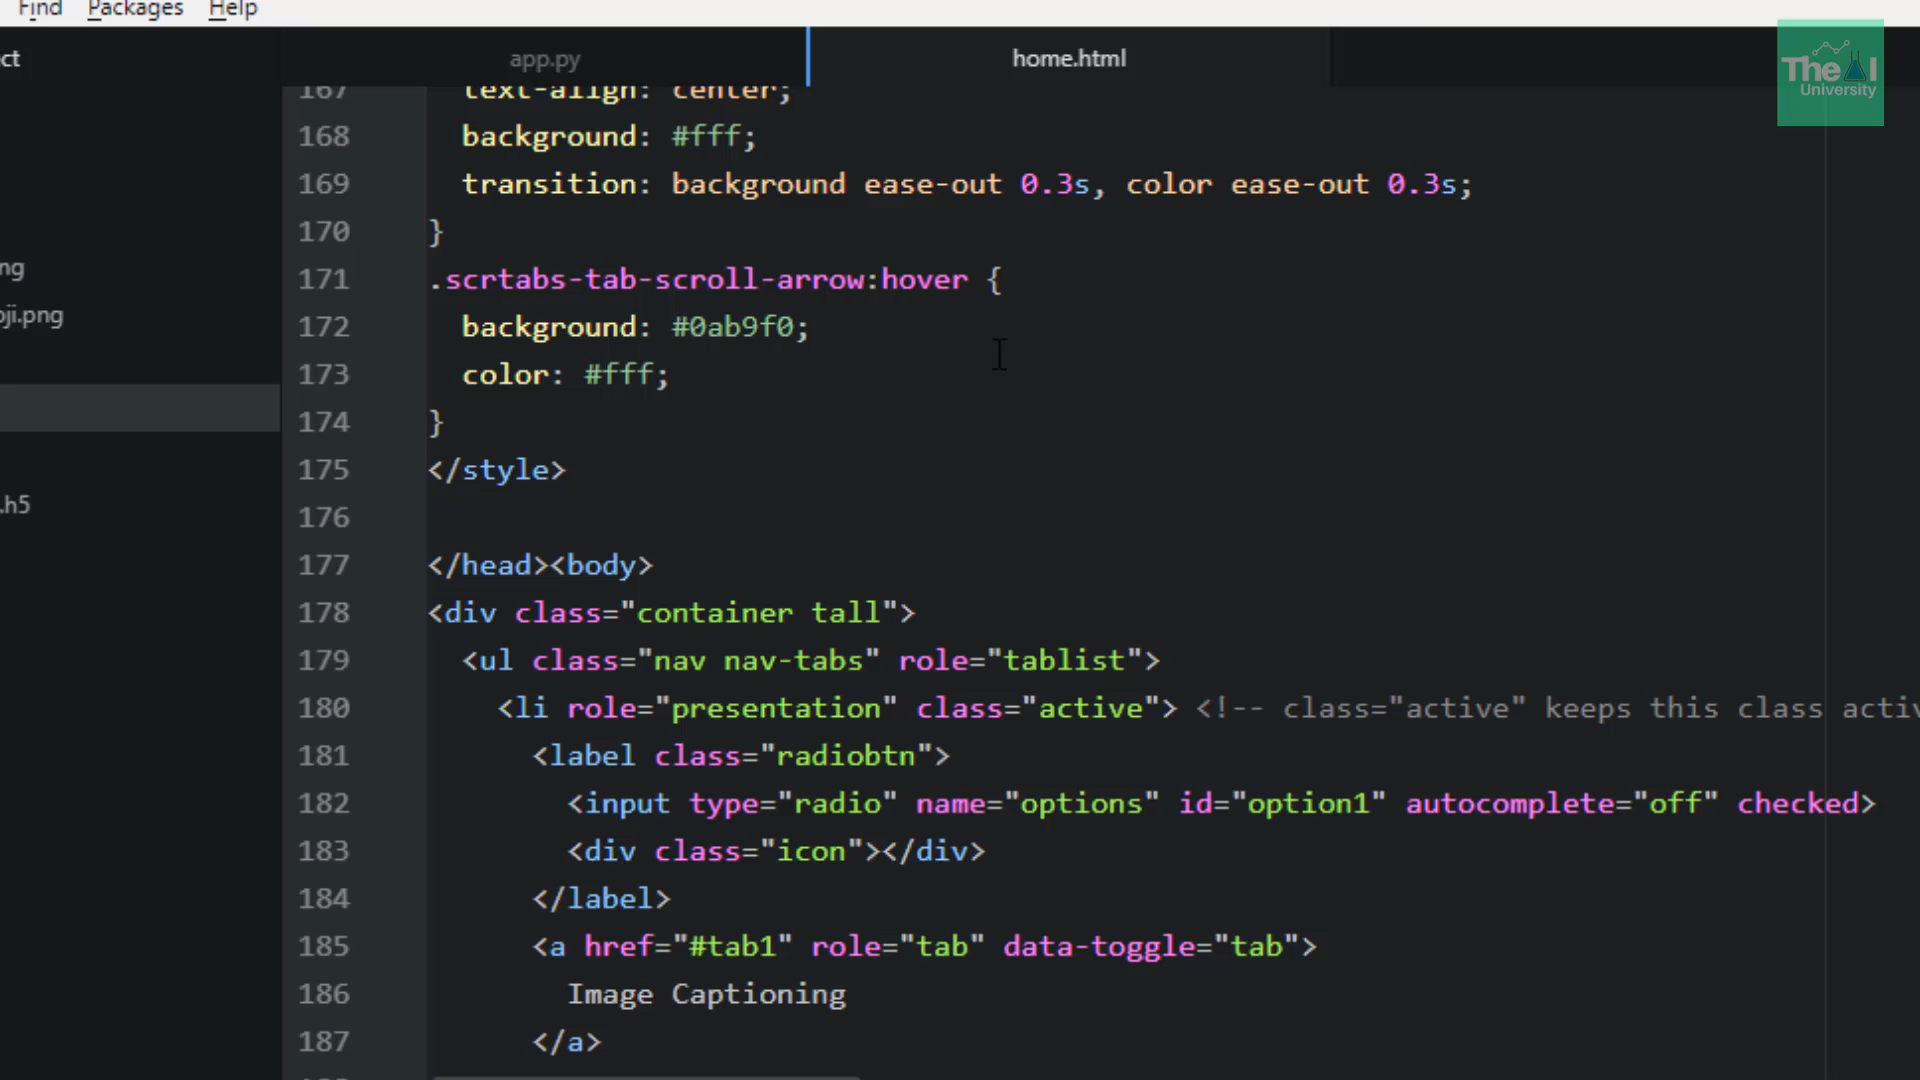 Find Packages Help
ct
app.py
home.html
The AI
University
167 text-align: center;
168 background: #fff;
169 transition: background ease-out 0.3s, color ease-out 0.3s;
170 }
ng
171 .scrtabs-tab-scroll-arrow:hover {
oji.png
172 background: #0ab9f0;
173 color: #fff;
174 }
175 </style>
.h5
176
177 </head><body>
178 <div class="container tall">
179 <ul class="nav nav-tabs" role="tablist">
180 <li role="presentation" class="active"> <!-- class="active" keeps this class activ
181 <label class="radiobtn">
182 <input type="radio" name="options" id="option1" autocomplete="off" checked>
183 <div class="icon"></div>
184 </label>
185 <a href="#tab1" role="tab" data-toggle="tab">
186 Image Captioning
187 </a>